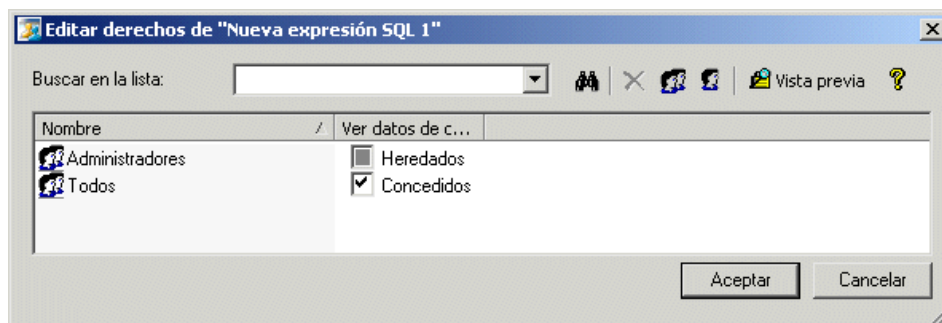 Editar derechos de "Nueva expresión SQL 1"
Buscar en la lista: Vista previa
Nombre Ver datos de c...
Administradores Heredados
Todos Concedidos
Aceptar Cancelar